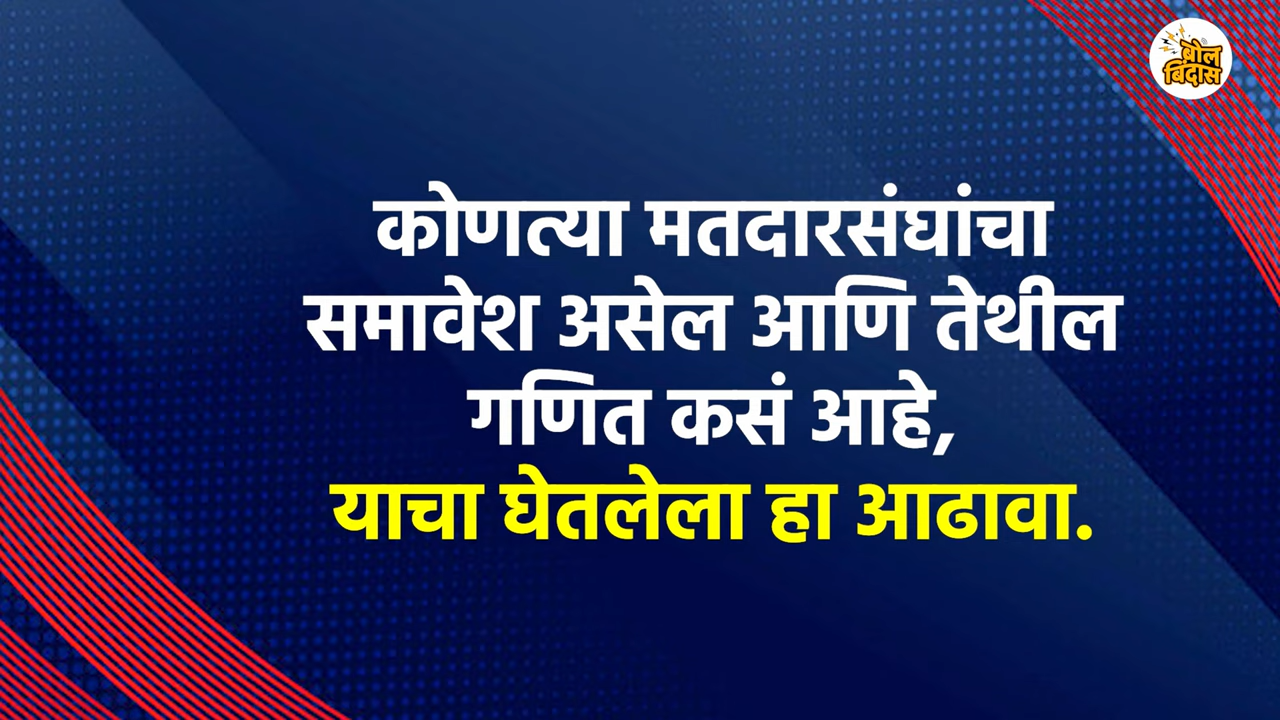 बोल
बिंदास
कोणत्या मतदारसंघांचा
समावेश असेल आणि तेथील
गणित कसं आहे,
याचा घेतलेला हा आढावा.